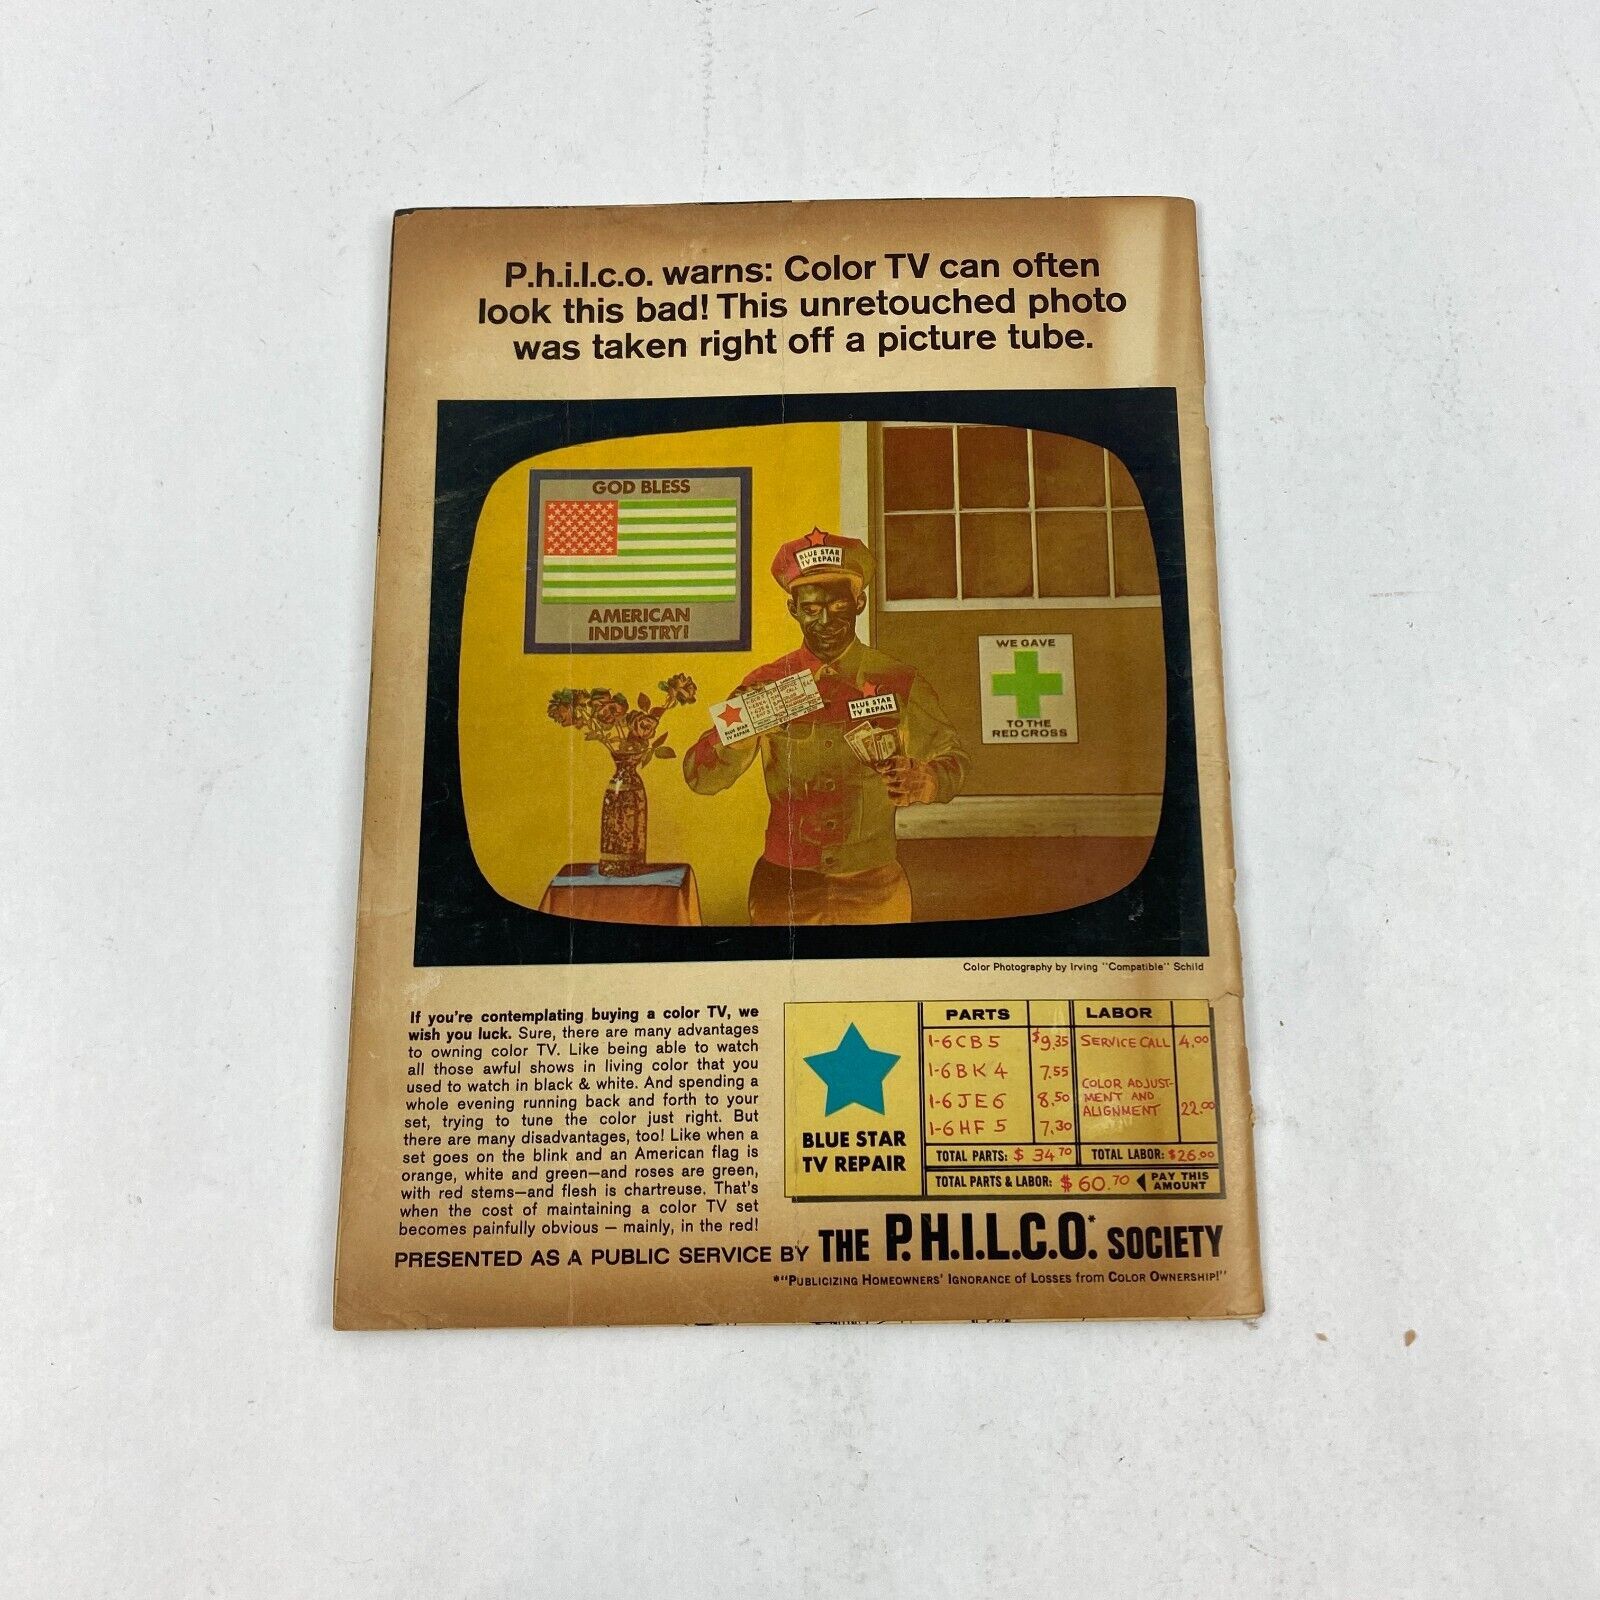 P.h.i.l.c.o. warns: Color TV can often
look this bad! This unretouched photo
was taken right off a picture tube.
GOD BLESS
AMERICAN
INDUSTRY!
BLUE STAR
TV REPAIR
BLUE STAR
TV REPAIR
BLUE STAR
TV REPAIR
WE GAVE
TO THE
RED CROSS
Color Photography by Irving "Compatible" Schild
If you're contemplating buying a color TV, we
wish you luck. Sure, there are many advantages
to owning color TV. Like being able to watch
all those awful shows in living color that you
used to watch in black & white. And spending a
whole evening running back and forth to your
set, trying to tune the color just right. But
there are many disadvantages, too! Like when a
set goes on the blink and an American flag is
orange, white and green—and roses are green,
with red stems—and flesh is chartreuse. That's
when the cost of maintaining a color TV set
becomes painfully obvious — mainly, in the red!
BLUE STAR
TV REPAIR
PARTS LABOR
1-6CB5 $9.35 SERVICE CALL 4.00
1-6BK4 7.55
1-6JE6 8.50 COLOR ADJUST-
MENT AND
ALIGNMENT 22.00
1-6HF5 7.30
TOTAL PARTS: $ 34.70 TOTAL LABOR: $26.00
TOTAL PARTS & LABOR: $ 60.70 PAY THIS
AMOUNT
PRESENTED AS A PUBLIC SERVICE BY THE P.H.I.L.C.O.* SOCIETY
*"PUBLICIZING HOMEOWNERS' IGNORANCE OF LOSSES FROM COLOR OWNERSHIP!"